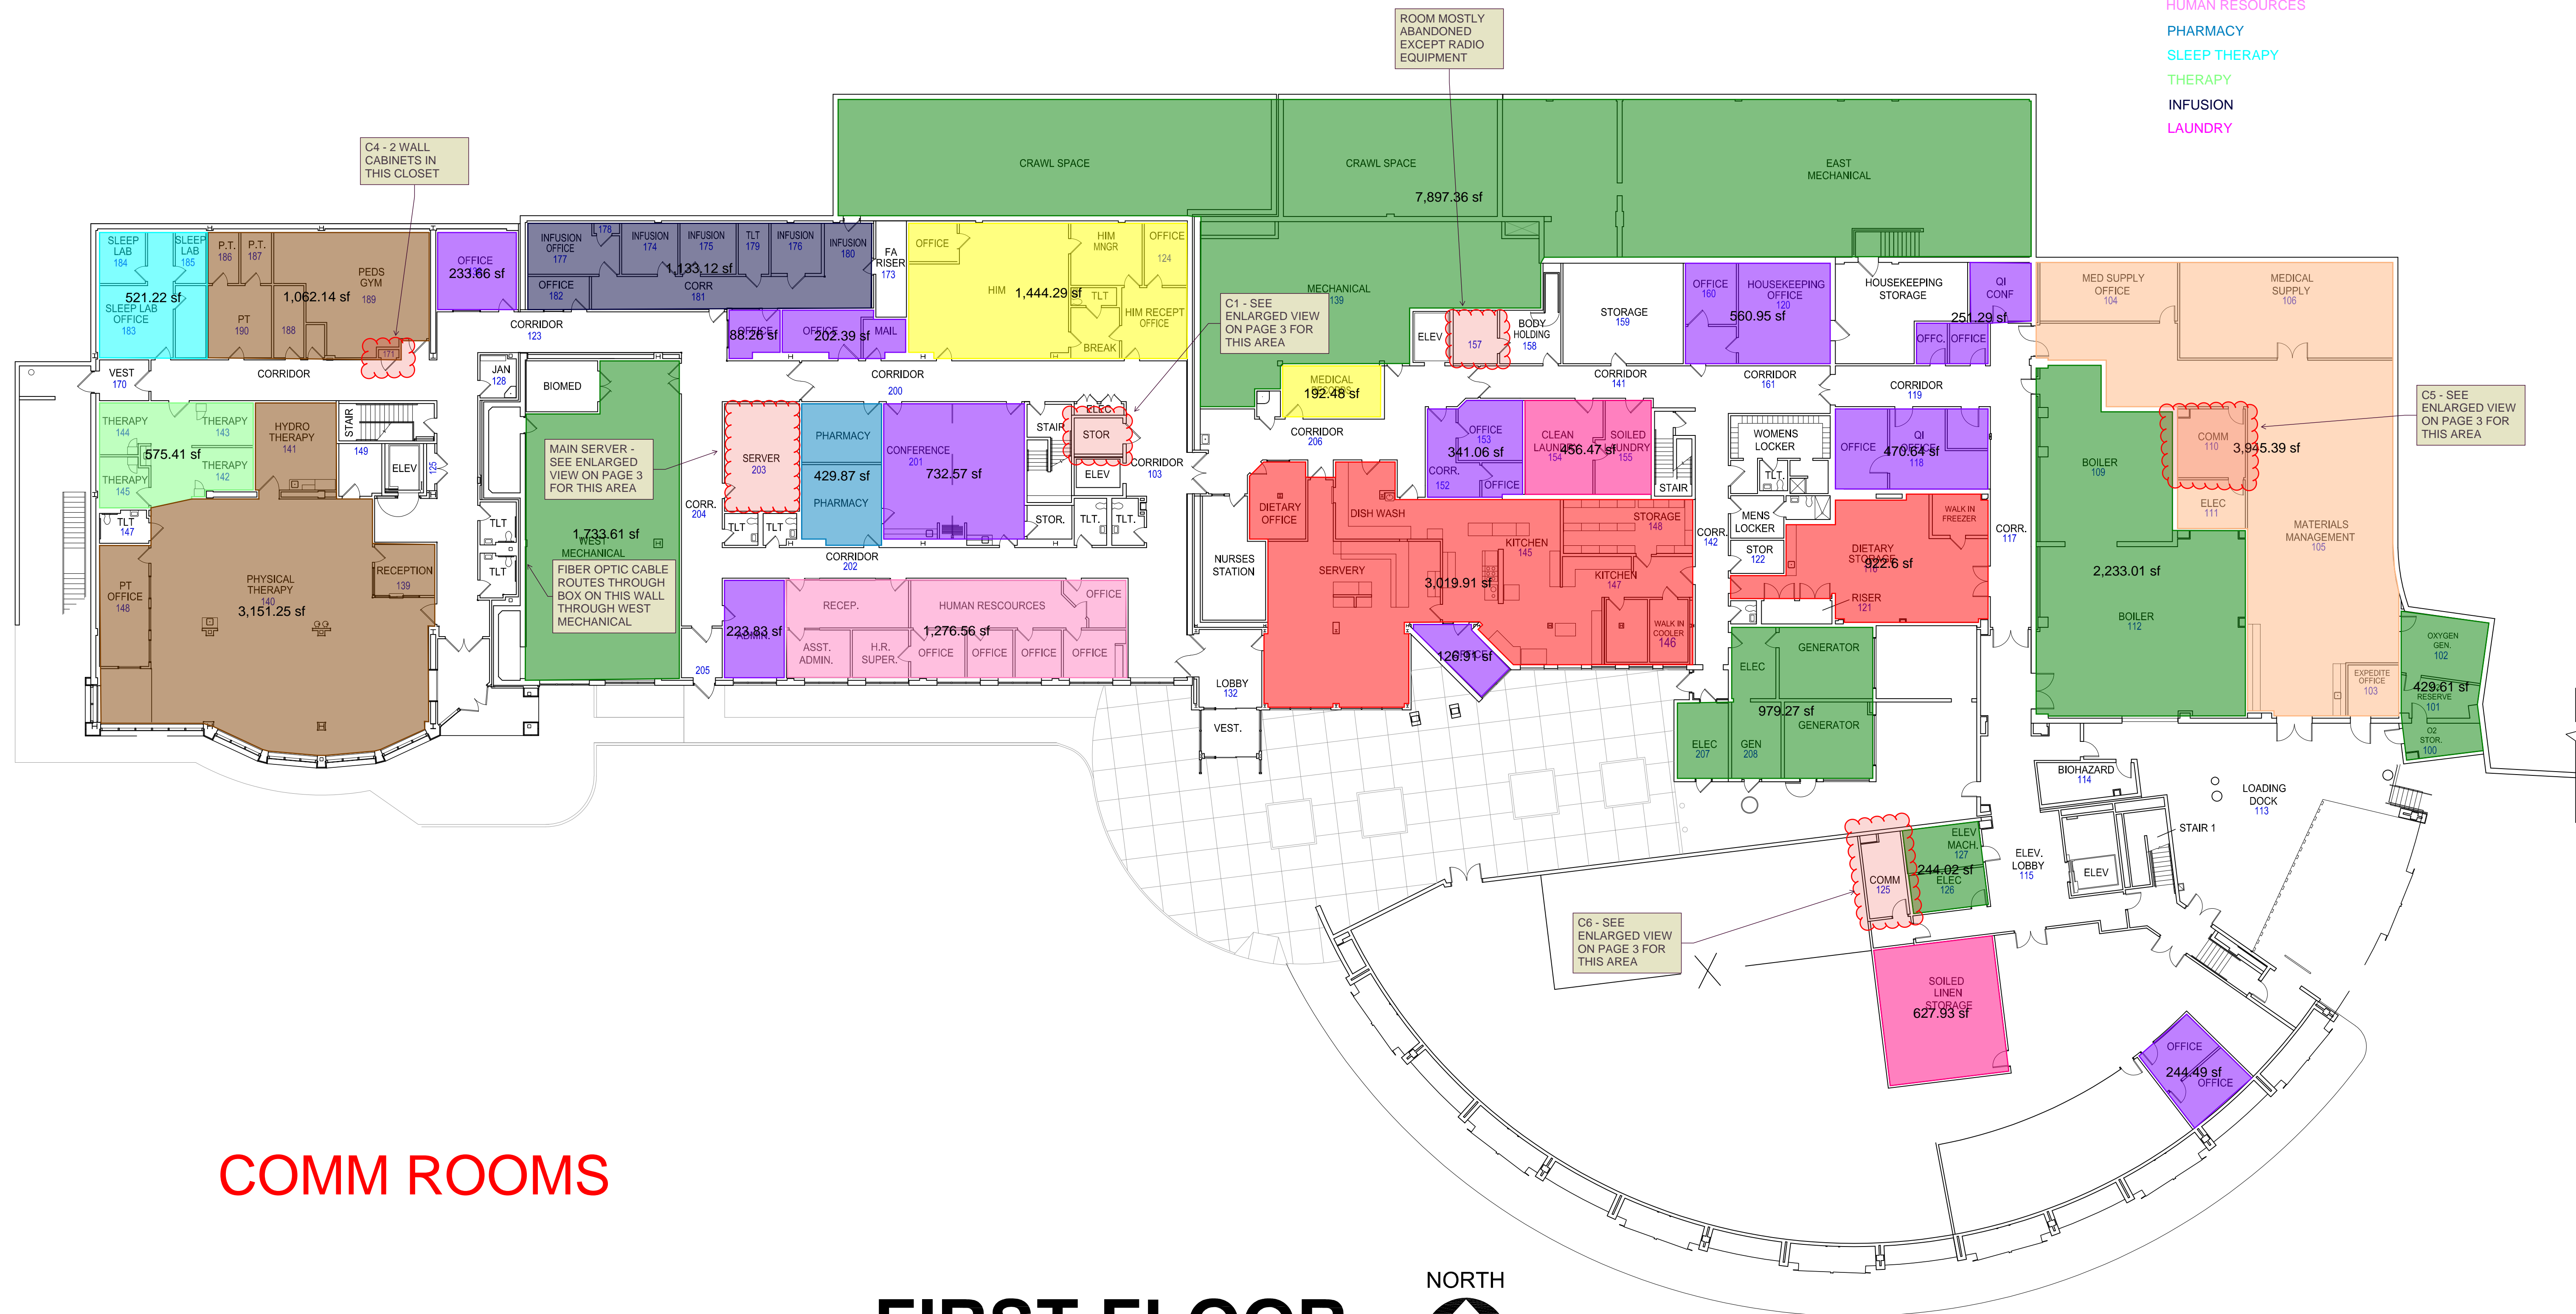 HUMAN RESOURCES
PHARMACY
SLEEP THERAPY
THERAPY
INFUSION
LAUNDRY
ROOM MOSTLY
ABANDONED
EXCEPT RADIO
EQUIPMENT
C4 - 2 WALL
CABINETS IN
THIS CLOSET
CRAWL SPACE
CRAWL SPACE
7,897.36 sf
EAST
MECHANICAL
SLEEP
LAB
184
SLEEP
LAB
185
521.22 sf
SLEEP LAB
OFFICE
183
P.T.
186
P.T.
187
1,062.14 sf
PEDS
GYM
189
PT
190
188
171
OFFICE
233.66 sf
INFUSION
OFFICE
177
178
INFUSION
174
INFUSION
175
TLT
179
INFUSION
176
INFUSION
180
1,133.12 sf
OFFICE
182
CORR
181
FA
RISER
173
OFFICE
HIM
MNGR
OFFICE
124
HIM
1,444.29 sf
TLT
HIM RECEPT
OFFICE
BREAK
CORRIDOR
123
OFFICE
88.26 sf
OFFICE
202.39 sf
MAIL
C1 - SEE
ENLARGED VIEW
ON PAGE 3 FOR
THIS AREA
MECHANICAL
139
ELEV
157
BODY
HOLDING
158
STORAGE
159
OFFICE
160
HOUSEKEEPING
OFFICE
120
560.95 sf
HOUSEKEEPING
STORAGE
QI
CONF
251.29 sf
OFFC.
OFFICE
MED SUPPLY
OFFICE
104
MEDICAL
SUPPLY
106
VEST
170
CORRIDOR
JAN
128
BIOMED
CORRIDOR
200
MEDICAL
RECORDS
192.48 sf
CORRIDOR
141
CORRIDOR
161
CORRIDOR
119
C5 - SEE
ENLARGED VIEW
ON PAGE 3 FOR
THIS AREA
THERAPY
144
THERAPY
143
575.41 sf
THERAPY
142
THERAPY
145
HYDRO
THERAPY
141
STAIR
149
ELEV
125
MAIN SERVER -
SEE ENLARGED
VIEW ON PAGE 3
FOR THIS AREA
SERVER
203
PHARMACY
429.87 sf
PHARMACY
CONFERENCE
201
732.57 sf
STAIR
ELEC
STOR
ELEV
CORRIDOR
103
CORRIDOR
206
OFFICE
153
341.06 sf
CORR.
152
OFFICE
CLEAN
LAUNDRY
154
456.47 sf
SOILED
LAUNDRY
155
STAIR
WOMENS
LOCKER
TLT.
OFFICE
QI
OFFICE
470.64 sf
118
BOILER
109
COMM
110
3,945.39 sf
ELEC
111
MATERIALS
MANAGEMENT
105
TLT
147
TLT
TLT
CORR.
204
TLT
TLT
STOR.
TLT.
TLT.
1,733.61 sf
WEST
MECHANICAL
FIBER OPTIC CABLE
ROUTES THROUGH
BOX ON THIS WALL
THROUGH WEST
MECHANICAL
CORRIDOR
202
DIETARY
OFFICE
DISH WASH
STORAGE
148
CORR.
142
MENS
LOCKER
STOR
122
WALK IN
FREEZER
DIETARY
STORAGE
922.6 sf
CORR.
117
PT
OFFICE
148
PHYSICAL
THERAPY
140
3,151.25 sf
RECEPTION
139
NURSES
STATION
SERVERY
KITCHEN
145
3,019.91 sf
KITCHEN
147
RISER
121
2,233.01 sf
BOILER
112
223.83 sf
ADMIN.
RECEP.
HUMAN RESCOURCES
OFFICE
1,276.56 sf
ASST.
ADMIN.
H.R.
SUPER.
OFFICE
OFFICE
OFFICE
OFFICE
205
LOBBY
132
VEST.
WALK IN
COOLER
146
OFFICE
126.91 sf
ELEC
GENERATOR
979.27 sf
GENERATOR
ELEC
207
GEN
208
OXYGEN
GEN.
102
EXPEDITE
OFFICE
103
429.61 sf
RESERVE
101
O2
STOR.
100
BIOHAZARD
114
LOADING
DOCK
113
STAIR 1
ELEV
MACH.
127
ELEV.
LOBBY
115
ELEV
244.02 sf
ELEC
126
COMM
125
C6 - SEE
ENLARGED VIEW
ON PAGE 3 FOR
THIS AREA
SOILED
LINEN
STORAGE
627.93 sf
OFFICE
244.49 sf
OFFICE
COMM ROOMS
NORTH
FIRST FLOOR